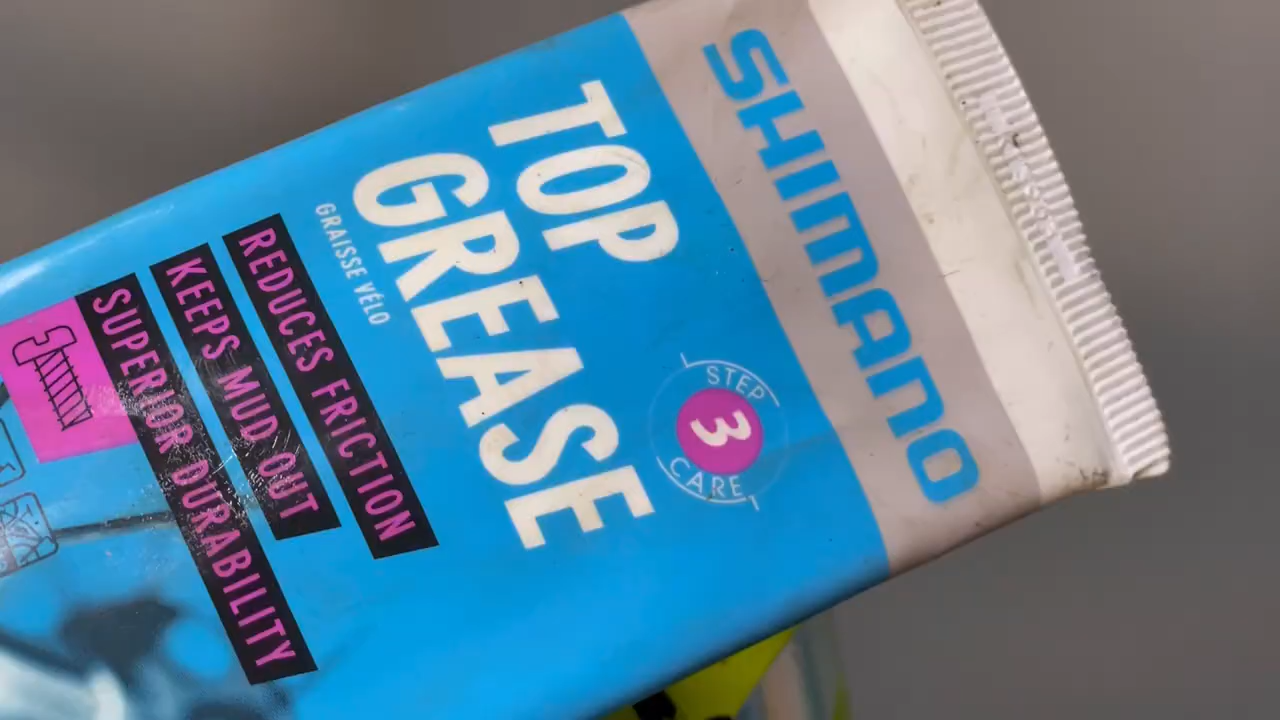 SHIMANO
TOP
GREASE
GRAISSE VÉLO
STEP
3
CARE
REDUCES FRICTION
KEEPS MUD OUT
SUPERIOR DURABILITY